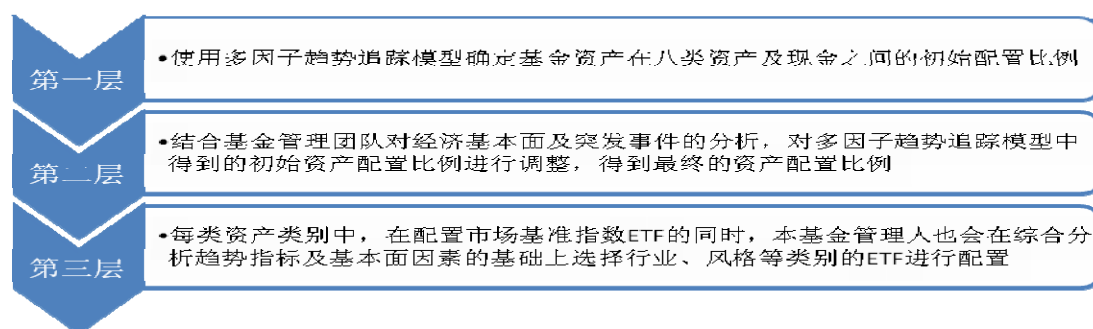 第一层
•使用多因子趋势追踪模型确定基金资产在八类资产及现金之间的初始配置比例
第二层
•结合基金管理团队对经济基本面及突发事件的分析，对多因子趋势追踪模型中
得到的初始资产配置比例进行调整，得到最终的资产配置比例
第三层
•每类资产类别中，在配置市场基准指数ETF的同时，本基金管理人也会在综合分
析趋势指标及基本面因素的基础上选择行业、风格等类别的ETF进行配置